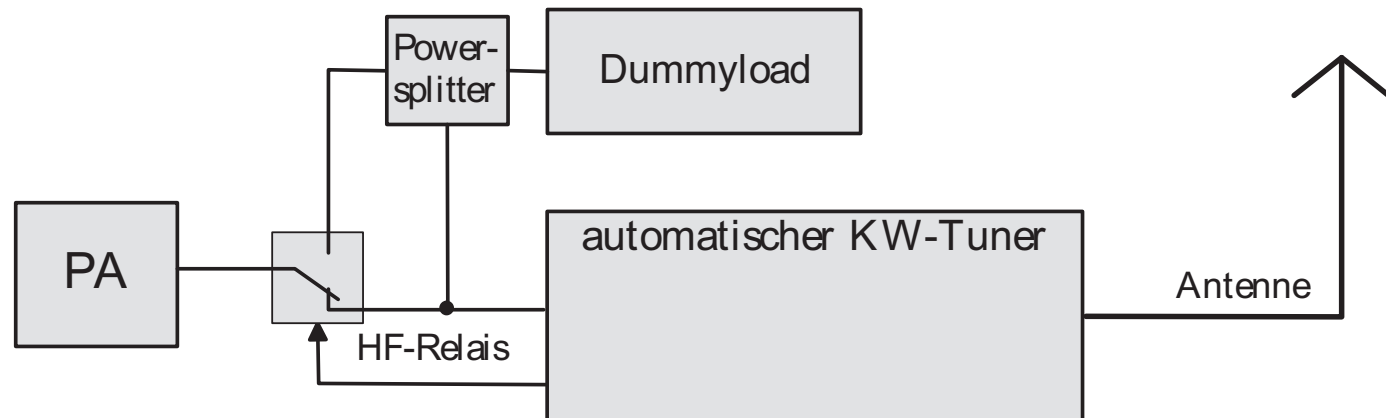 Power-
splitter
Dummyload
PA
automatischer KW-Tuner
Antenne
HF-Relais